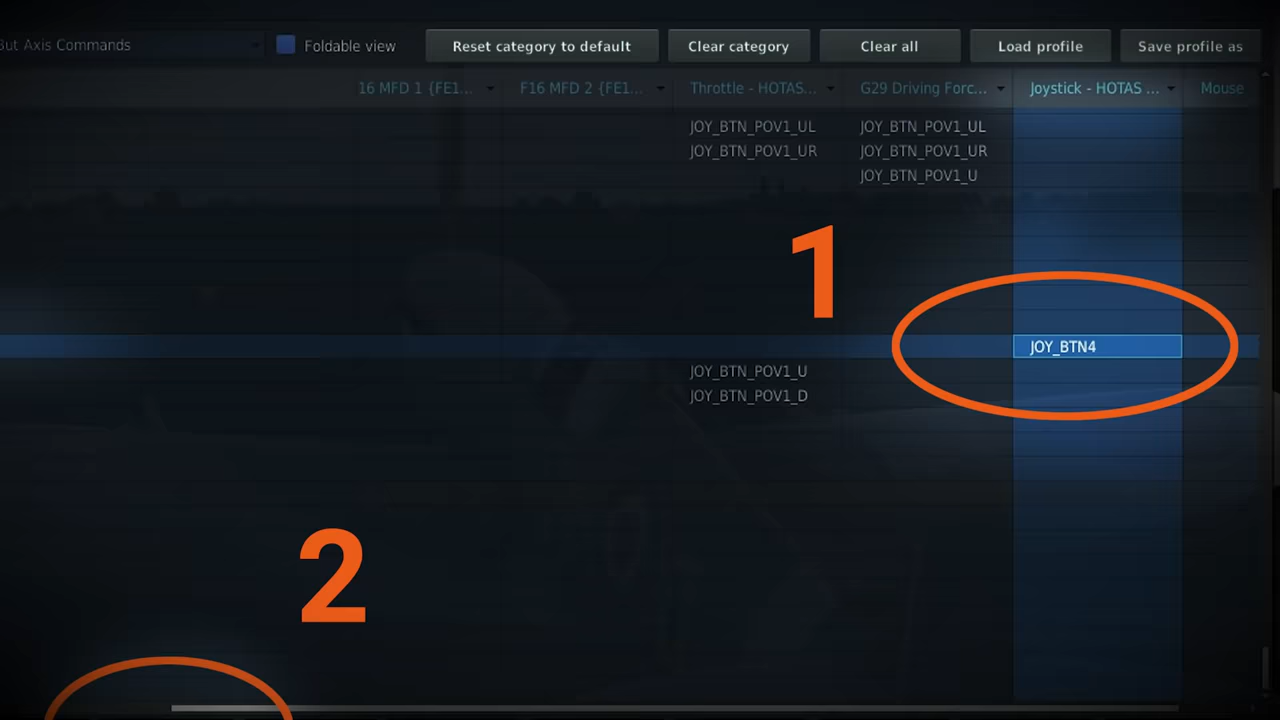 But Axis Commands Foldable view Reset category to default Clear category Clear all Load profile Save profile as
16 MFD 1 {FE1... F16 MFD 2 {FE1... Throttle - HOTAS... G29 Driving Forc... Joystick - HOTAS ... Mouse
JOY_BTN_POV1_UL JOY_BTN_POV1_UL
JOY_BTN_POV1_UR JOY_BTN_POV1_UR
JOY_BTN_POV1_U
1
JOY_BTN4
JOY_BTN_POV1_U
JOY_BTN_POV1_D
2